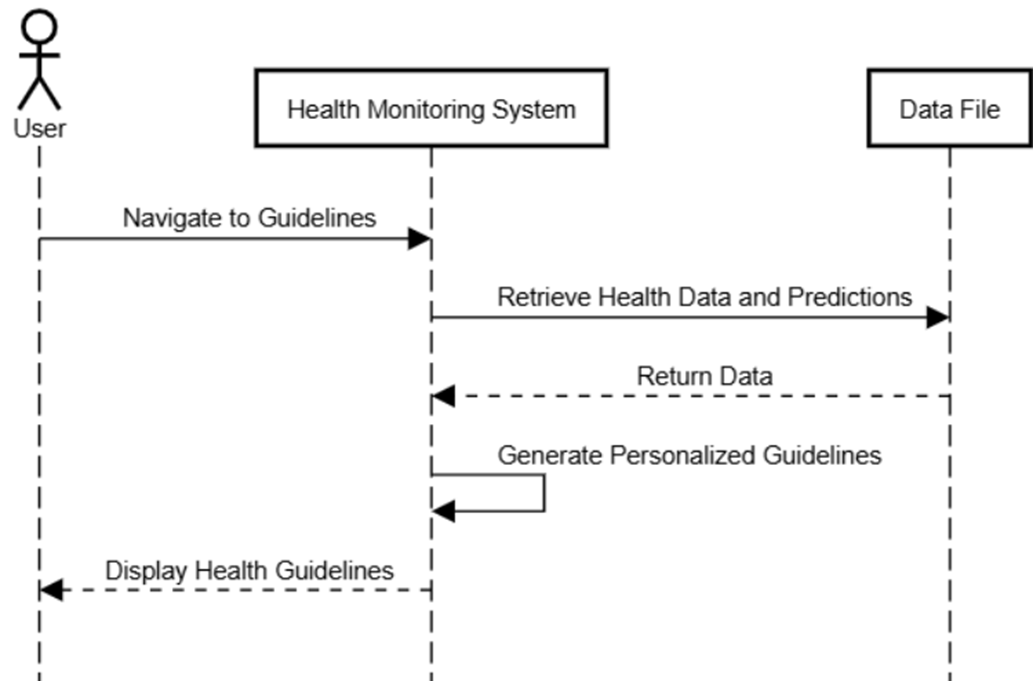 User
Health Monitoring System
Data File
Navigate to Guidelines
Retrieve Health Data and Predictions
Return Data
Generate Personalized Guidelines
Display Health Guidelines